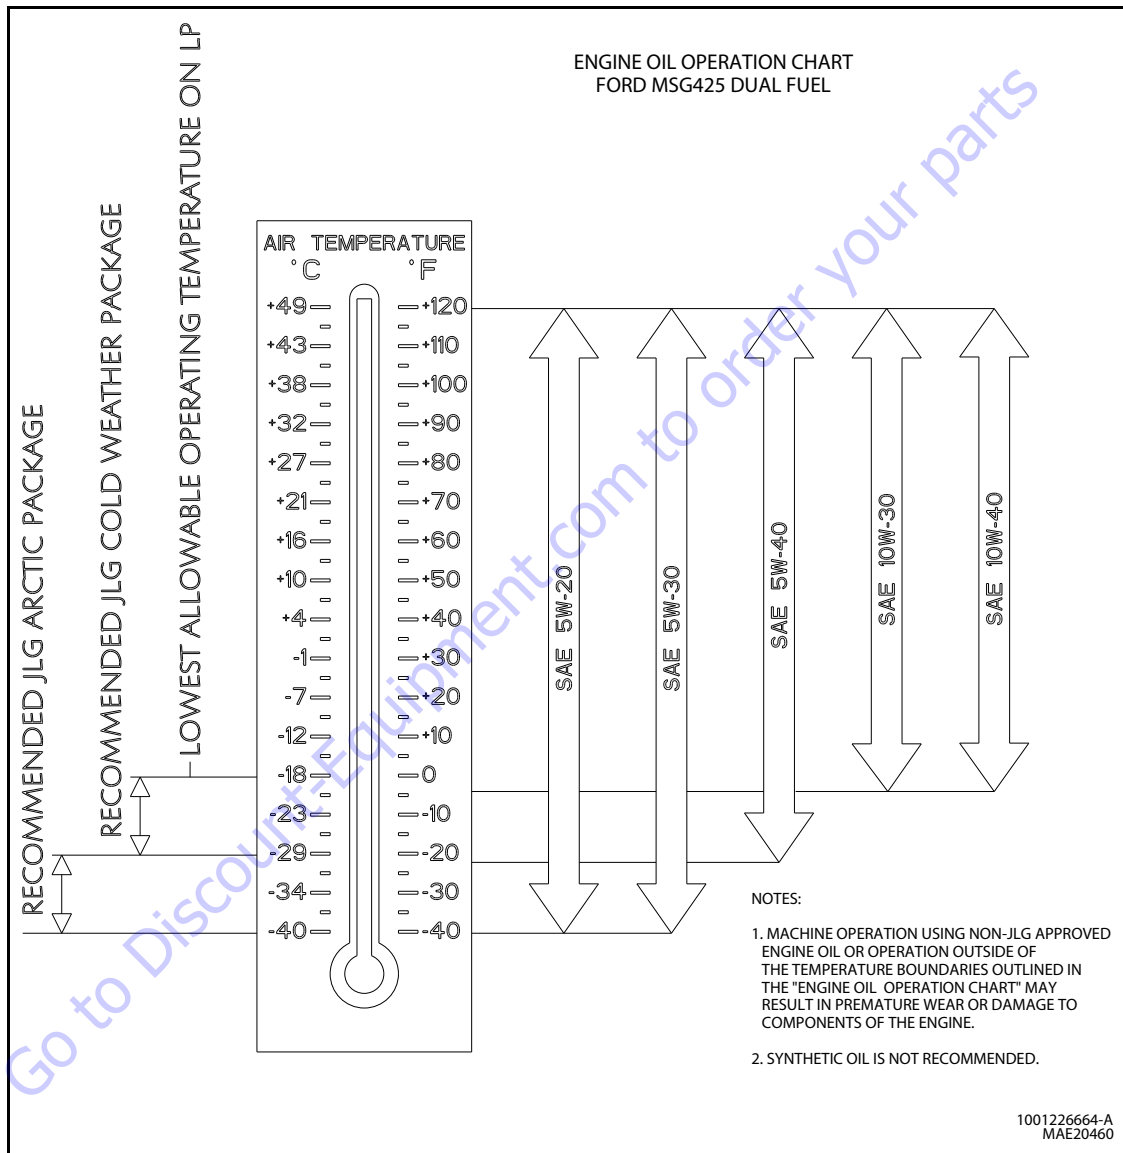 ENGINE OIL OPERATION CHART
FORD MSG425 DUAL FUEL
LOWEST ALLOWABLE OPERATING TEMPERATURE ON LP
RECOMMENDED JLG COLD WEATHER PACKAGE
RECOMMENDED JLG ARCTIC PACKAGE
AIR TEMPERATURE
°C °F
+49 +120
+43 +110
+38 +100
+32 +90
+27 +80
+21 +70
+16 +60
+10 +50
+4 +40
-1 +30
-7 +20
-12 +10
-18 0
-23 -10
-29 -20
-34 -30
-40 -40
SAE 5W-20
SAE 5W-30
SAE 5W-40
SAE 10W-30
SAE 10W-40
NOTES:
1. MACHINE OPERATION USING NON-JLG APPROVED
ENGINE OIL OR OPERATION OUTSIDE OF
THE TEMPERATURE BOUNDARIES OUTLINED IN
THE "ENGINE OIL OPERATION CHART" MAY
RESULT IN PREMATURE WEAR OR DAMAGE TO
COMPONENTS OF THE ENGINE.
2. SYNTHETIC OIL IS NOT RECOMMENDED.
1001226664-A
MAE20460
Go to Discount-Equipment.com to order your parts